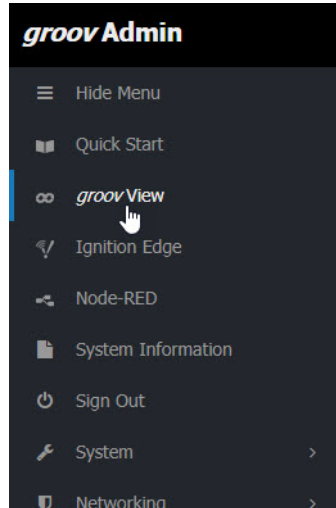 groov Admin
Hide Menu
Quick Start
groov View
Ignition Edge
Node-RED
System Information
Sign Out
System
Networking